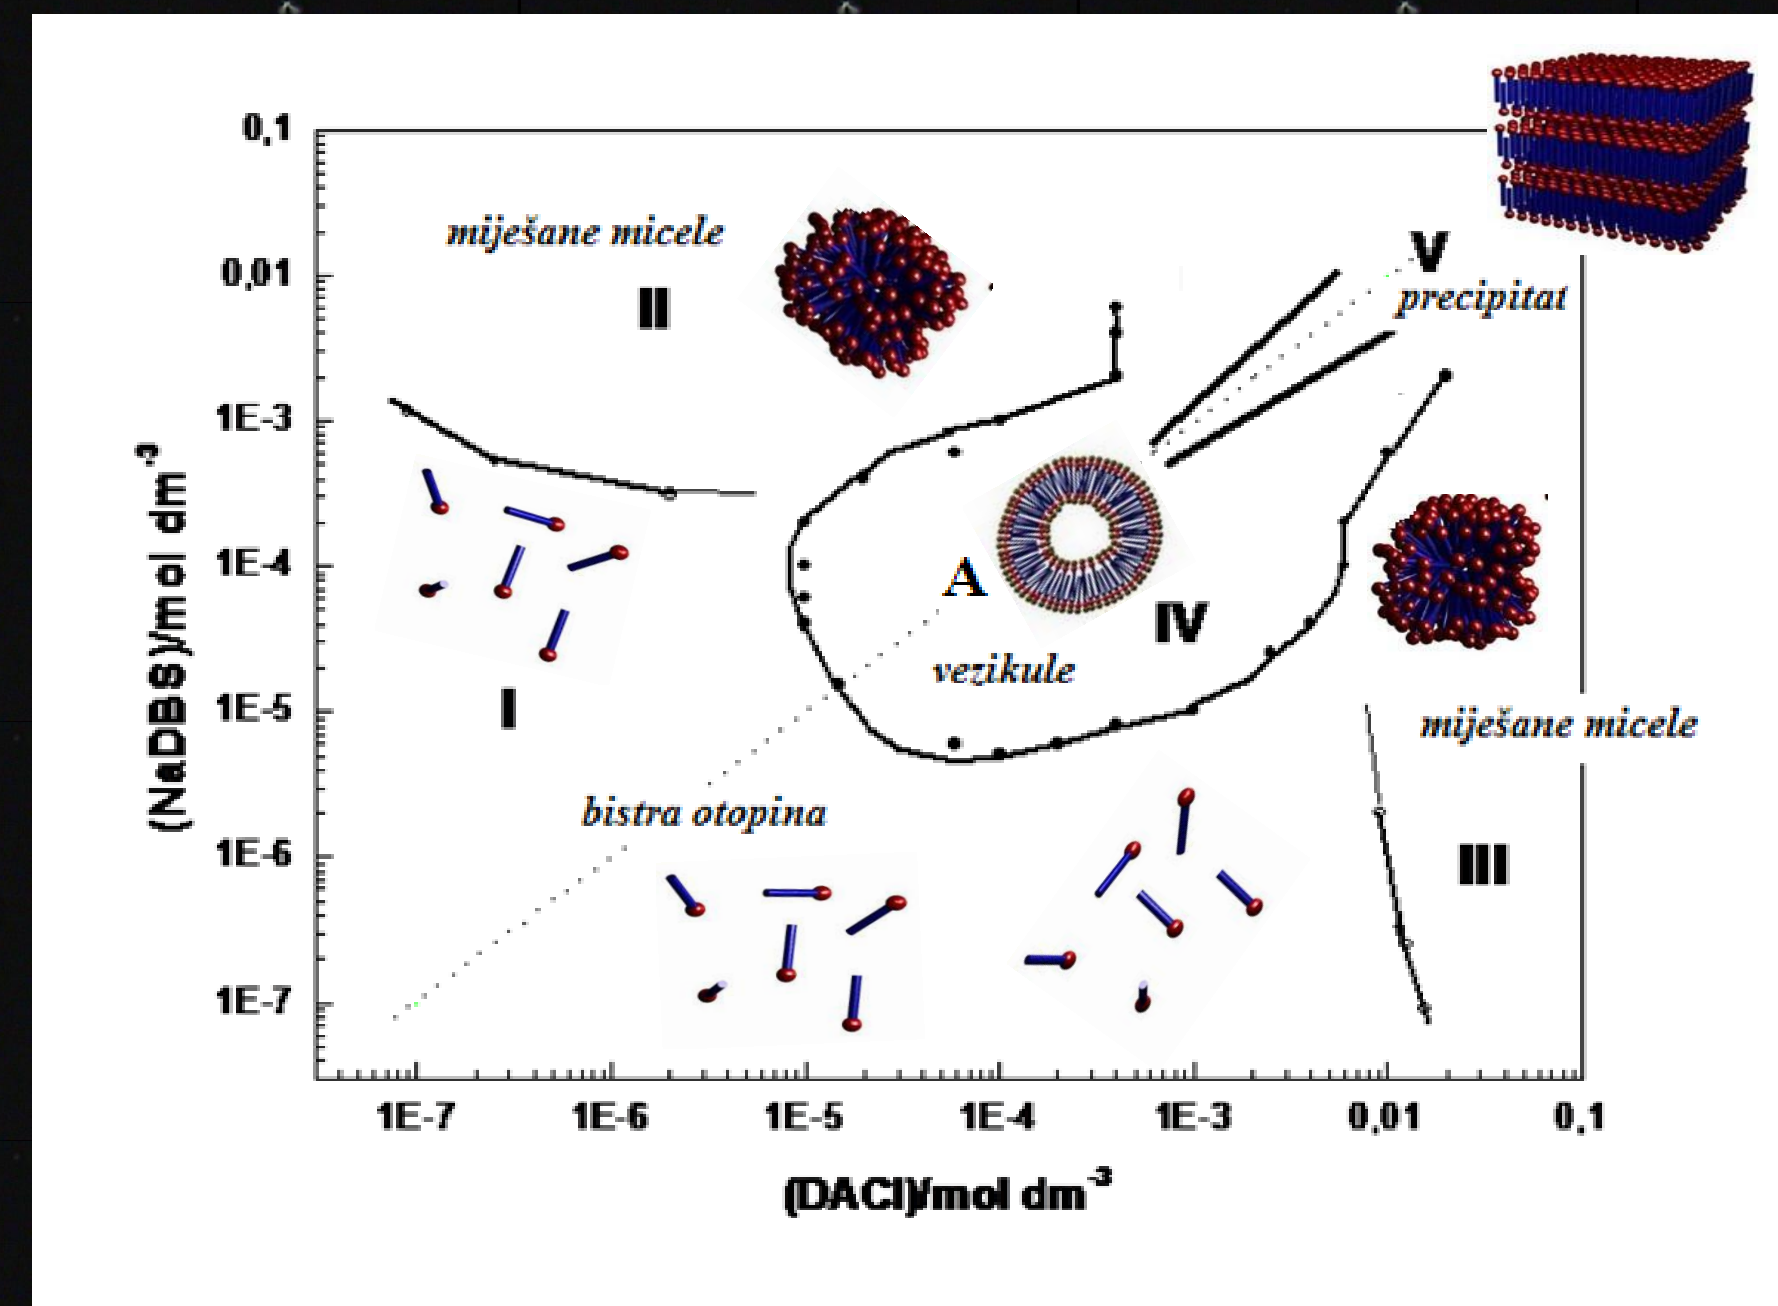 0,1
miješane micele
V
0,01
precipitat
II
1E-3
(NaDBS)/mol dm-3
1E-4
A
IV
vezikule
I
1E-5
miješane micele
bistra otopina
1E-6
III
1E-7
1E-7 1E-6 1E-5 1E-4 1E-3 0,01 0,1
(DACl)/mol dm-3